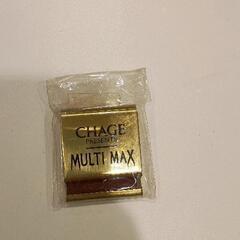 CHAGE
PRESENTS
MULTI MAX